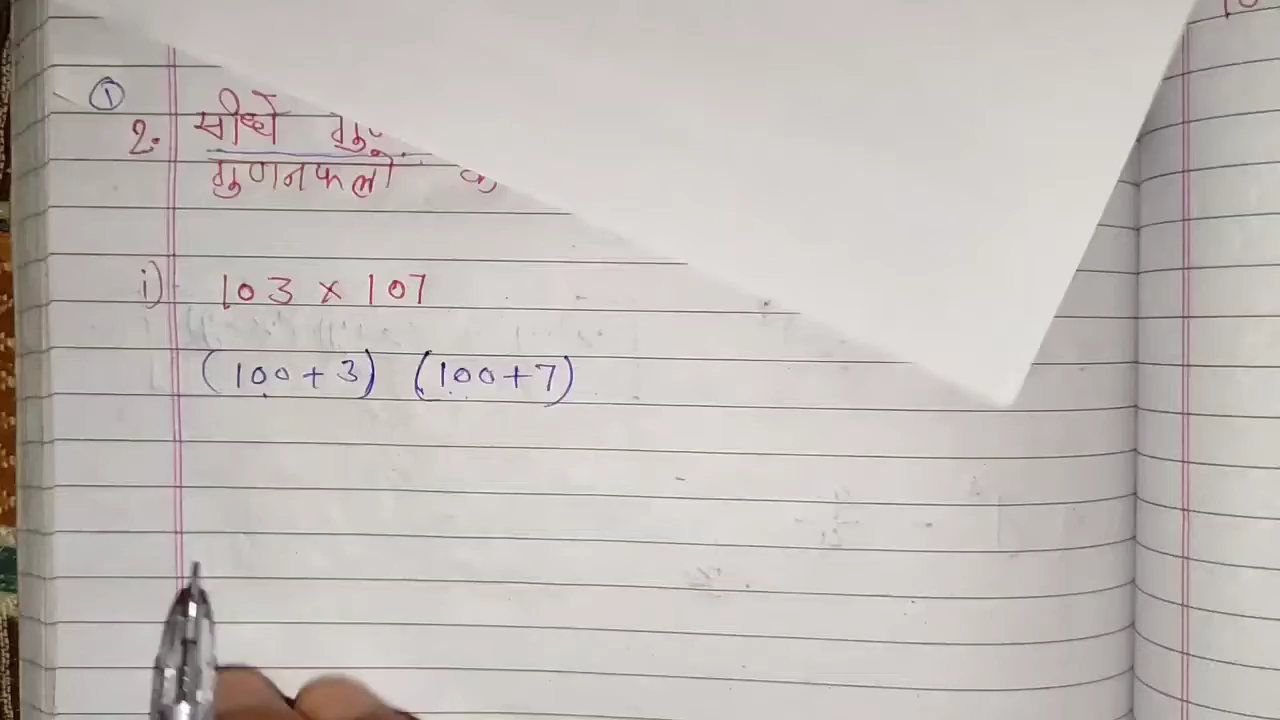 ①
2. सीधे
गुणनफलों
i) 103 x 107
(100 + 3) (100 + 7)